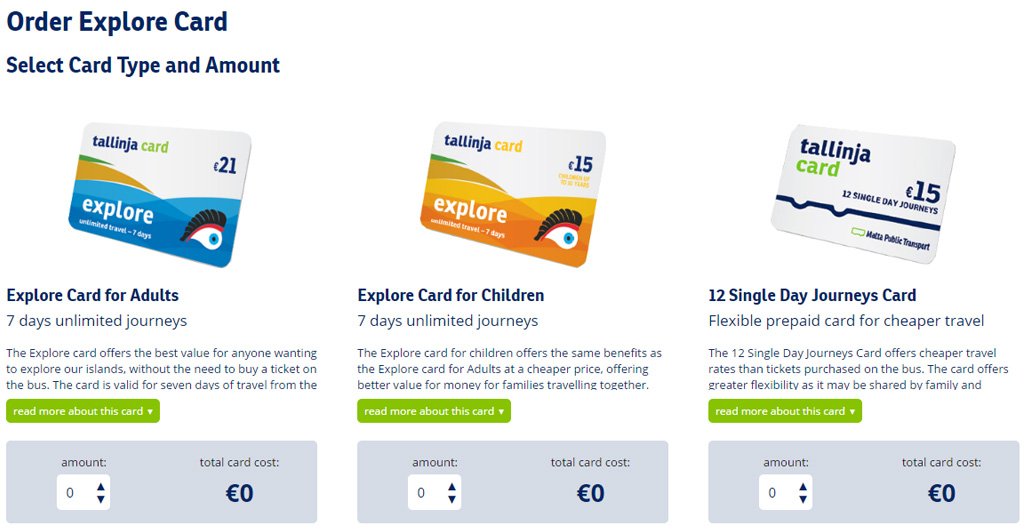 Order Explore Card
Select Card Type and Amount
tallinja card
€21
explore
unlimited travel – 7 days
tallinja card
€15
CHILDREN UP
TO 10 YEARS
explore
unlimited travel – 7 days
tallinja
card
€15
12 SINGLE DAY JOURNEYS
Malta Public Transport
Explore Card for Adults
7 days unlimited journeys
The Explore card offers the best value for anyone wanting
to explore our islands, without the need to buy a ticket on
the bus. The card is valid for seven days of travel from the
read more about this card ▾
amount:
total card cost:
0
€0
Explore Card for Children
7 days unlimited journeys
The Explore card for children offers the same benefits as
the Explore card for Adults at a cheaper price, offering
better value for money for families travelling together.
read more about this card ▾
amount:
total card cost:
0
€0
12 Single Day Journeys Card
Flexible prepaid card for cheaper travel
The 12 Single Day Journeys Card offers cheaper travel
rates than tickets purchased on the bus. The card offers
greater flexibility as it may be shared by family and
read more about this card ▾
amount:
total card cost:
0
€0